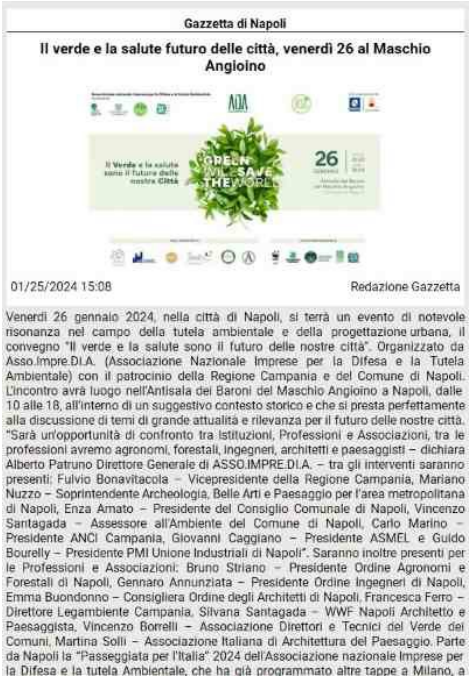 Gazzetta di Napoli
Il verde e la salute futuro delle città, venerdì 26 al Maschio
Angioino
Il Verde e la salute
sono il futuro delle
nostre Città
GREEN
WILL SAVE
THE WORLD
26
01/25/2024 15:08
Redazione Gazzetta
Venerdì 26 gennaio 2024, nella città di Napoli, si terrà un evento di notevole
risonanza nel campo della tutela ambientale e della progettazione urbana, il
convegno "Il verde e la salute sono il futuro delle nostre città". Organizzato da
Asso.Impre.DI.A. (Associazione Nazionale Imprese per la DIfesa e la Tutela
Ambientale) con il patrocinio della Regione Campania e del Comune di Napoli.
L'incontro avrà luogo nell'Antisala dei Baroni del Maschio Angioino a Napoli, dalle
10 alle 18, all'interno di un suggestivo contesto storico e che si presta perfettamente
alla discussione di temi di grande attualità e rilevanza per il futuro delle nostre città.
"Sarà un'opportunità di confronto tra Istituzioni, Professioni e Associazioni, tra le
professioni avremo agronomi, forestali, ingegneri, architetti e paesaggisti – dichiara
Alberto Patruno Direttore Generale di ASSO.IMPRE.DI.A. – tra gli interventi saranno
presenti: Fulvio Bonavitacola – Vicepresidente della Regione Campania, Mariano
Nuzzo – Soprintendente Archeologia, Belle Arti e Paesaggio per l'area metropolitana
di Napoli, Enza Amato – Presidente del Consiglio Comunale di Napoli, Vincenzo
Santagada – Assessore all'Ambiente del Comune di Napoli, Carlo Marino –
Presidente ANCI Campania, Giovanni Caggiano – Presidente ASMEL e Guido
Bourelly – Presidente PMI Unione Industriali di Napoli". Saranno inoltre presenti per
le Professioni e Associazioni: Bruno Striano – Presidente Ordine Agronomi e
Forestali di Napoli, Gennaro Annunziata – Presidente Ordine Ingegneri di Napoli,
Emma Buondonno – Consigliera Ordine degli Architetti di Napoli, Francesca Ferro –
Direttore Legambiente Campania, Silvana Santagada – WWF Napoli Architetto e
Paesaggista, Vincenzo Borrelli – Associazione Direttori e Tecnici del Verde dei
Comuni, Martina Solli – Associazione Italiana di Architettura del Paesaggio. Parte
da Napoli la "Passeggiata per l'Italia" 2024 dell'Associazione nazionale Imprese per
la Difesa e la tutela Ambientale, che ha già programmato altre tappe a Milano, a